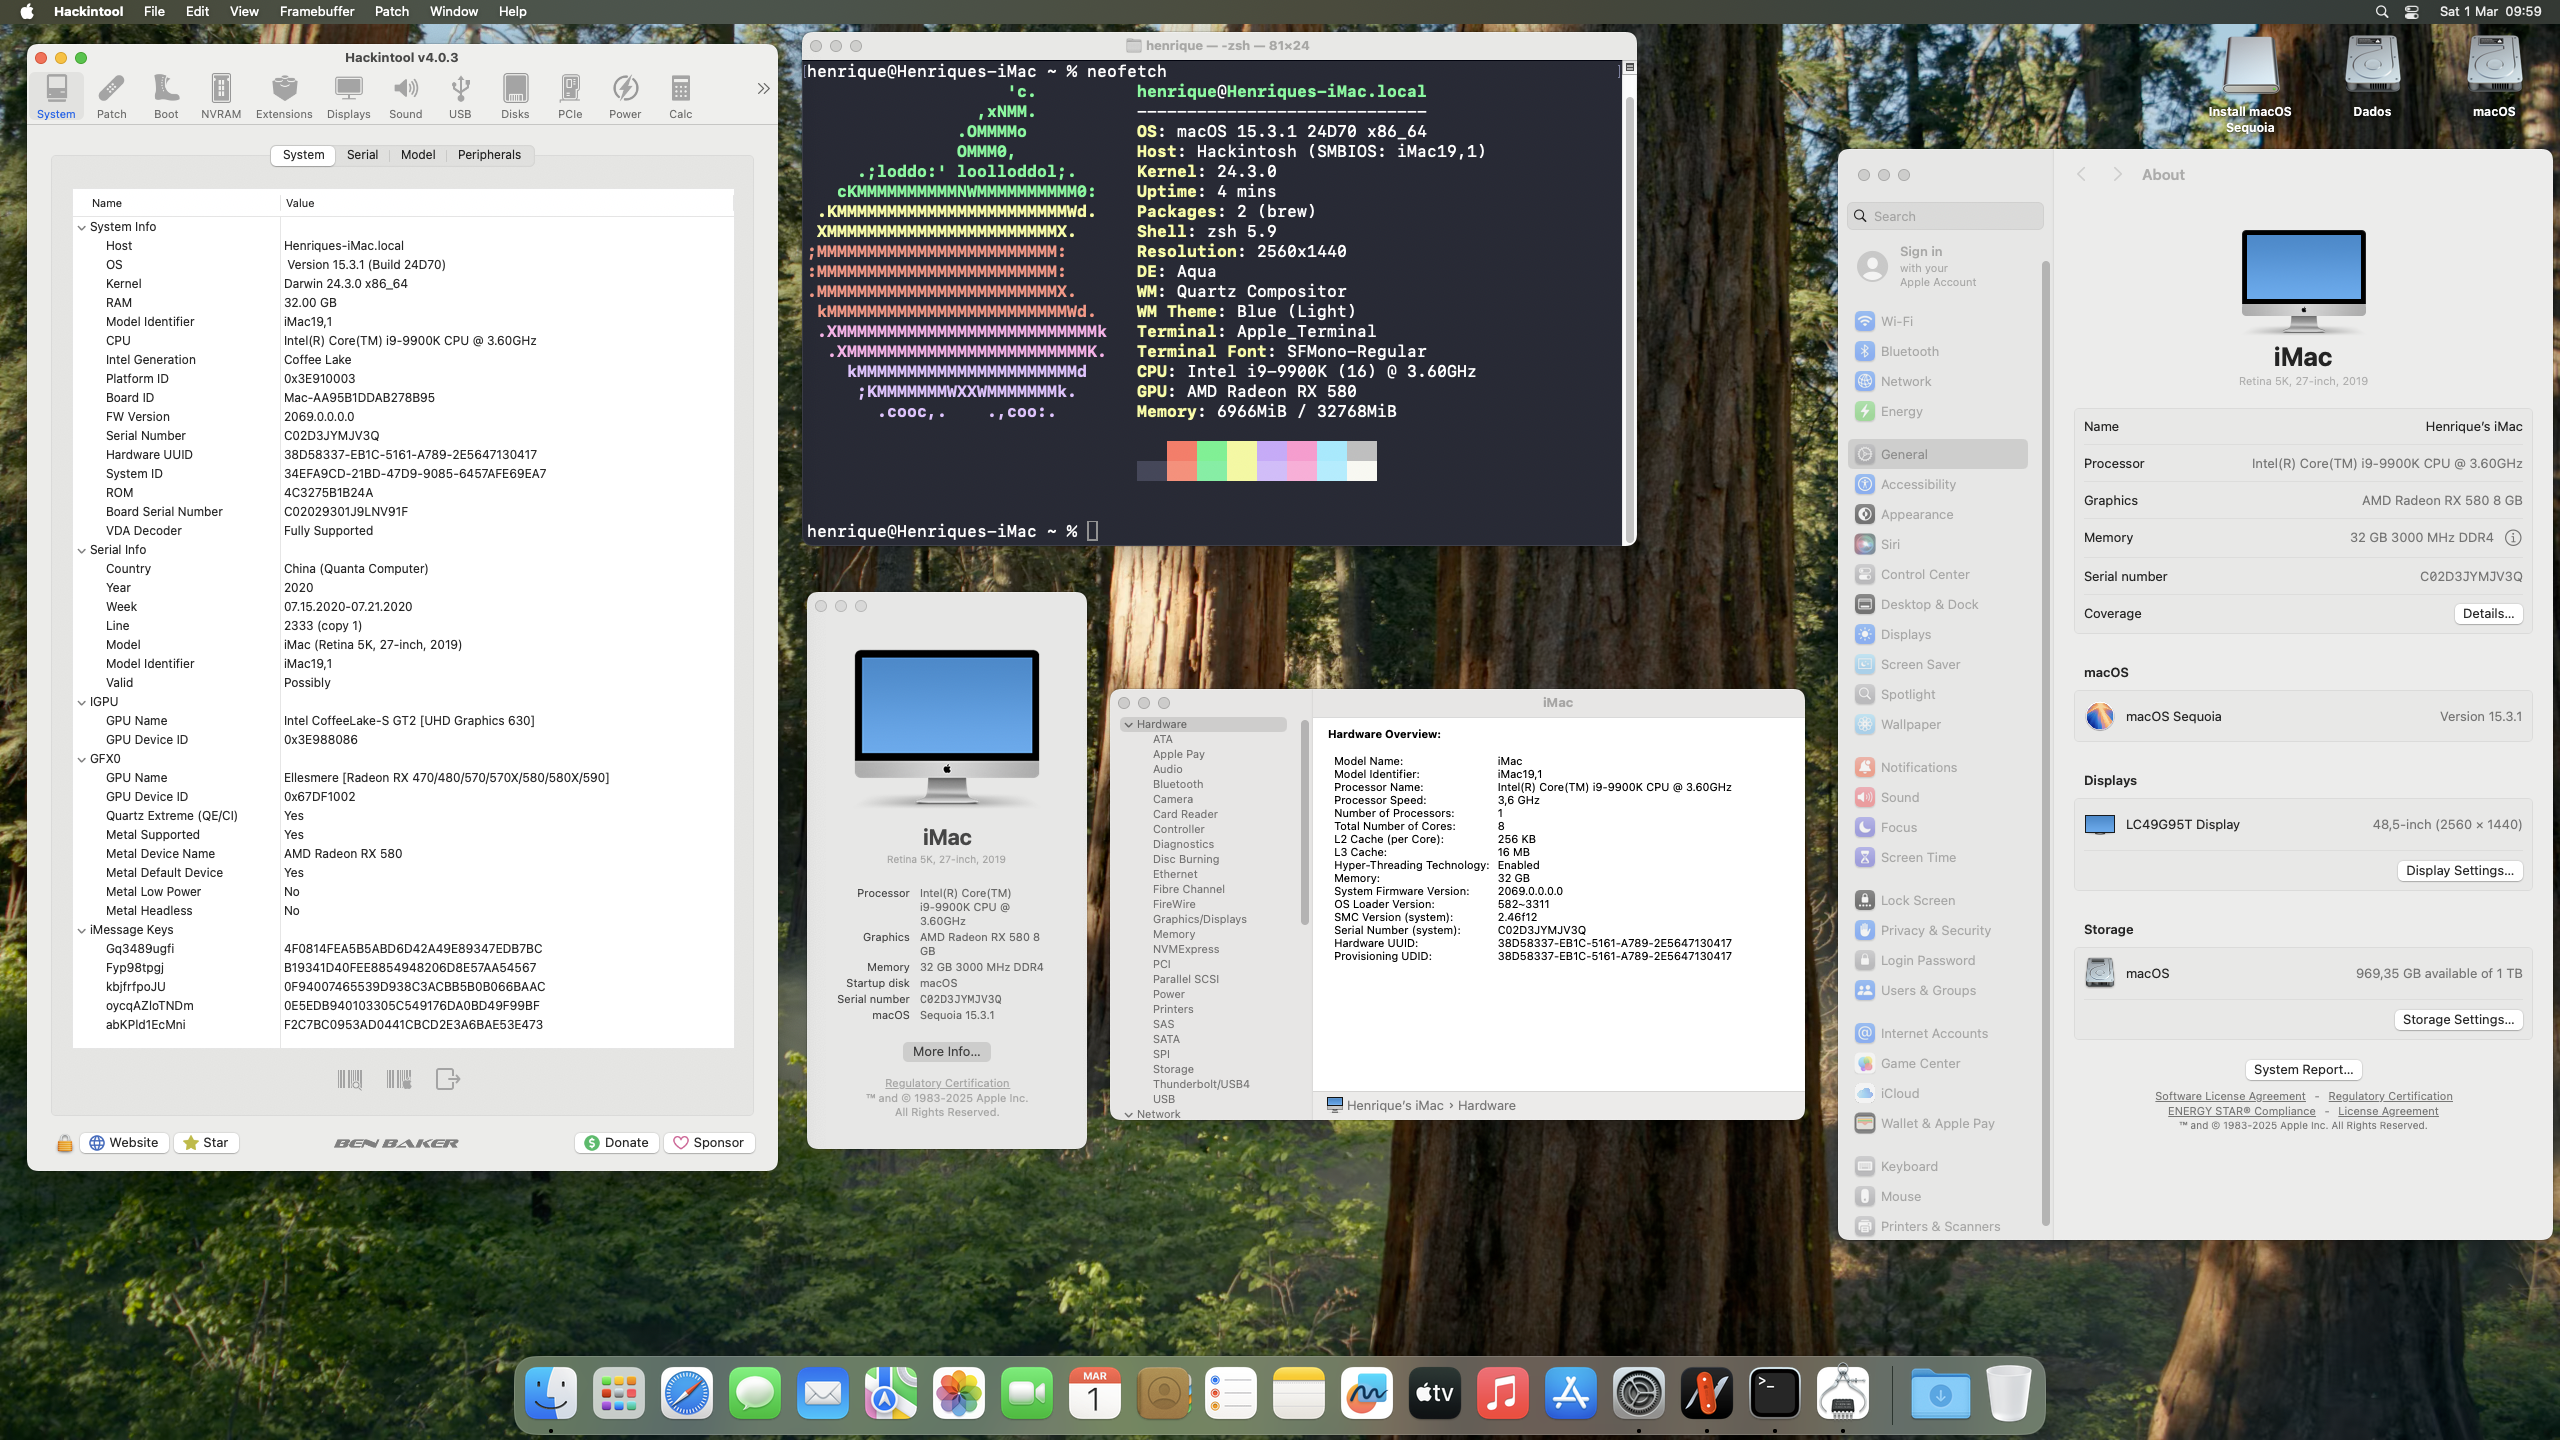 Hackintool File Edit View Framebuffer Patch Window Help
Sat 1 Mar 09:59
Hackintool v4.0.3
System Patch Boot NVRAM Extensions Displays Sound USB Disks PCIe Power Calc
System Serial Model Peripherals
Name Value
System Info
Host Henriques-iMac.local
OS Version 15.3.1 (Build 24D70)
Kernel Darwin 24.3.0 x86_64
RAM 32.00 GB
Model Identifier iMac19,1
CPU Intel(R) Core(TM) i9-9900K CPU @ 3.60GHz
Intel Generation Coffee Lake
Platform ID 0x3E910003
Board ID Mac-AA95B1DDAB278B95
FW Version 2069.0.0.0.0
Serial Number C02D3JYMJV3Q
Hardware UUID 38D58337-EB1C-5161-A789-2E5647130417
System ID 34EFA9CD-21BD-47D9-9085-6457AFE69EA7
ROM 4C3275B1B24A
Board Serial Number C02029301J9LNV91F
VDA Decoder Fully Supported
Serial Info
Country China (Quanta Computer)
Year 2020
Week 07.15.2020-07.21.2020
Line 2333 (copy 1)
Model iMac (Retina 5K, 27-inch, 2019)
Model Identifier iMac19,1
Valid Possibly
IGPU
GPU Name Intel CoffeeLake-S GT2 [UHD Graphics 630]
GPU Device ID 0x3E988086
GFX0
GPU Name Ellesmere [Radeon RX 470/480/570/570X/580/580X/590]
GPU Device ID 0x67DF1002
Quartz Extreme (QE/CI) Yes
Metal Supported Yes
Metal Device Name AMD Radeon RX 580
Metal Default Device Yes
Metal Low Power No
Metal Headless No
iMessage Keys
Gq3489ugfi 4F0814FEA5B5ABD6D42A49E89347EDB7BC
Fyp98tpgj B19341D40FEE8854948206D8E57AA54567
kbjfrfpoJU 0F94007465539D938C3ACBB5B0B066BAAC
oycqAZloTNDm 0E5EDB940103305C549176DA0BD49F99BF
abKPld1EcMni F2C7BC0953AD0441CBCD2E3A6BAE53E473
Website Star BEN BAKER Donate Sponsor
henrique — -zsh — 81×24
henrique@Henriques-iMac ~ % neofetch
'c. henrique@Henriques-iMac.local
,xNMM. -----------------------------
.OMMMMo OS: macOS 15.3.1 24D70 x86_64
OMMM0, Host: Hackintosh (SMBIOS: iMac19,1)
.;loddo:' loolloddol;. Kernel: 24.3.0
cKMMMMMMMMMMNWMMMMMMMMMM0: Uptime: 4 mins
.KMMMMMMMMMMMMMMMMMMMMMMMWd. Packages: 2 (brew)
XMMMMMMMMMMMMMMMMMMMMMMMX. Shell: zsh 5.9
;MMMMMMMMMMMMMMMMMMMMMMMM: Resolution: 2560x1440
:MMMMMMMMMMMMMMMMMMMMMMMM: DE: Aqua
.MMMMMMMMMMMMMMMMMMMMMMMMX. WM: Quartz Compositor
kMMMMMMMMMMMMMMMMMMMMMMMMWd. WM Theme: Blue (Light)
.XMMMMMMMMMMMMMMMMMMMMMMMMMMk Terminal: Apple_Terminal
.XMMMMMMMMMMMMMMMMMMMMMMMMK. Terminal Font: SFMono-Regular
kMMMMMMMMMMMMMMMMMMMMMMd CPU: Intel i9-9900K (16) @ 3.60GHz
;KMMMMMMMWXXWMMMMMMMk. GPU: AMD Radeon RX 580
.cooc,. .,coo:. Memory: 6966MiB / 32768MiB
henrique@Henriques-iMac ~ %
iMac
Retina 5K, 27-inch, 2019
Processor Intel(R) Core(TM)
i9-9900K CPU @
3.60GHz
Graphics AMD Radeon RX 580 8
GB
Memory 32 GB 3000 MHz DDR4
Startup disk macOS
Serial number C02D3JYMJV3Q
macOS Sequoia 15.3.1
More Info...
Regulatory Certification
™ and © 1983-2025 Apple Inc.
All Rights Reserved.
iMac
Hardware
ATA
Apple Pay
Audio
Bluetooth
Camera
Card Reader
Controller
Diagnostics
Disc Burning
Ethernet
Fibre Channel
FireWire
Graphics/Displays
Memory
NVMExpress
PCI
Parallel SCSI
Power
Printers
SAS
SATA
SPI
Storage
Thunderbolt/USB4
USB
Network
Hardware Overview:
Model Name: iMac
Model Identifier: iMac19,1
Processor Name: Intel(R) Core(TM) i9-9900K CPU @ 3.60GHz
Processor Speed: 3,6 GHz
Number of Processors: 1
Total Number of Cores: 8
L2 Cache (per Core): 256 KB
L3 Cache: 16 MB
Hyper-Threading Technology: Enabled
Memory: 32 GB
System Firmware Version: 2069.0.0.0.0
OS Loader Version: 582~3311
SMC Version (system): 2.46f12
Serial Number (system): C02D3JYMJV3Q
Hardware UUID: 38D58337-EB1C-5161-A789-2E5647130417
Provisioning UDID: 38D58337-EB1C-5161-A789-2E5647130417
Henrique's iMac › Hardware
Install macOS
Sequoia
Dados
macOS
Search
Sign in
with your
Apple Account
Wi-Fi
Bluetooth
Network
Energy
General
Accessibility
Appearance
Siri
Control Center
Desktop & Dock
Displays
Screen Saver
Spotlight
Wallpaper
Notifications
Sound
Focus
Screen Time
Lock Screen
Privacy & Security
Login Password
Users & Groups
Internet Accounts
Game Center
iCloud
Wallet & Apple Pay
Keyboard
Mouse
Printers & Scanners
About
iMac
Retina 5K, 27-inch, 2019
Name Henrique's iMac
Processor Intel(R) Core(TM) i9-9900K CPU @ 3.60GHz
Graphics AMD Radeon RX 580 8 GB
Memory 32 GB 3000 MHz DDR4
Serial number C02D3JYMJV3Q
Coverage Details...
macOS
macOS Sequoia Version 15.3.1
Displays
LC49G95T Display 48,5-inch (2560 × 1440)
Display Settings...
Storage
macOS 969,35 GB available of 1 TB
Storage Settings...
System Report...
Software License Agreement - Regulatory Certification
ENERGY STAR® Compliance - License Agreement
™ and © 1983-2025 Apple Inc. All Rights Reserved.
MAR
1
tv
>_